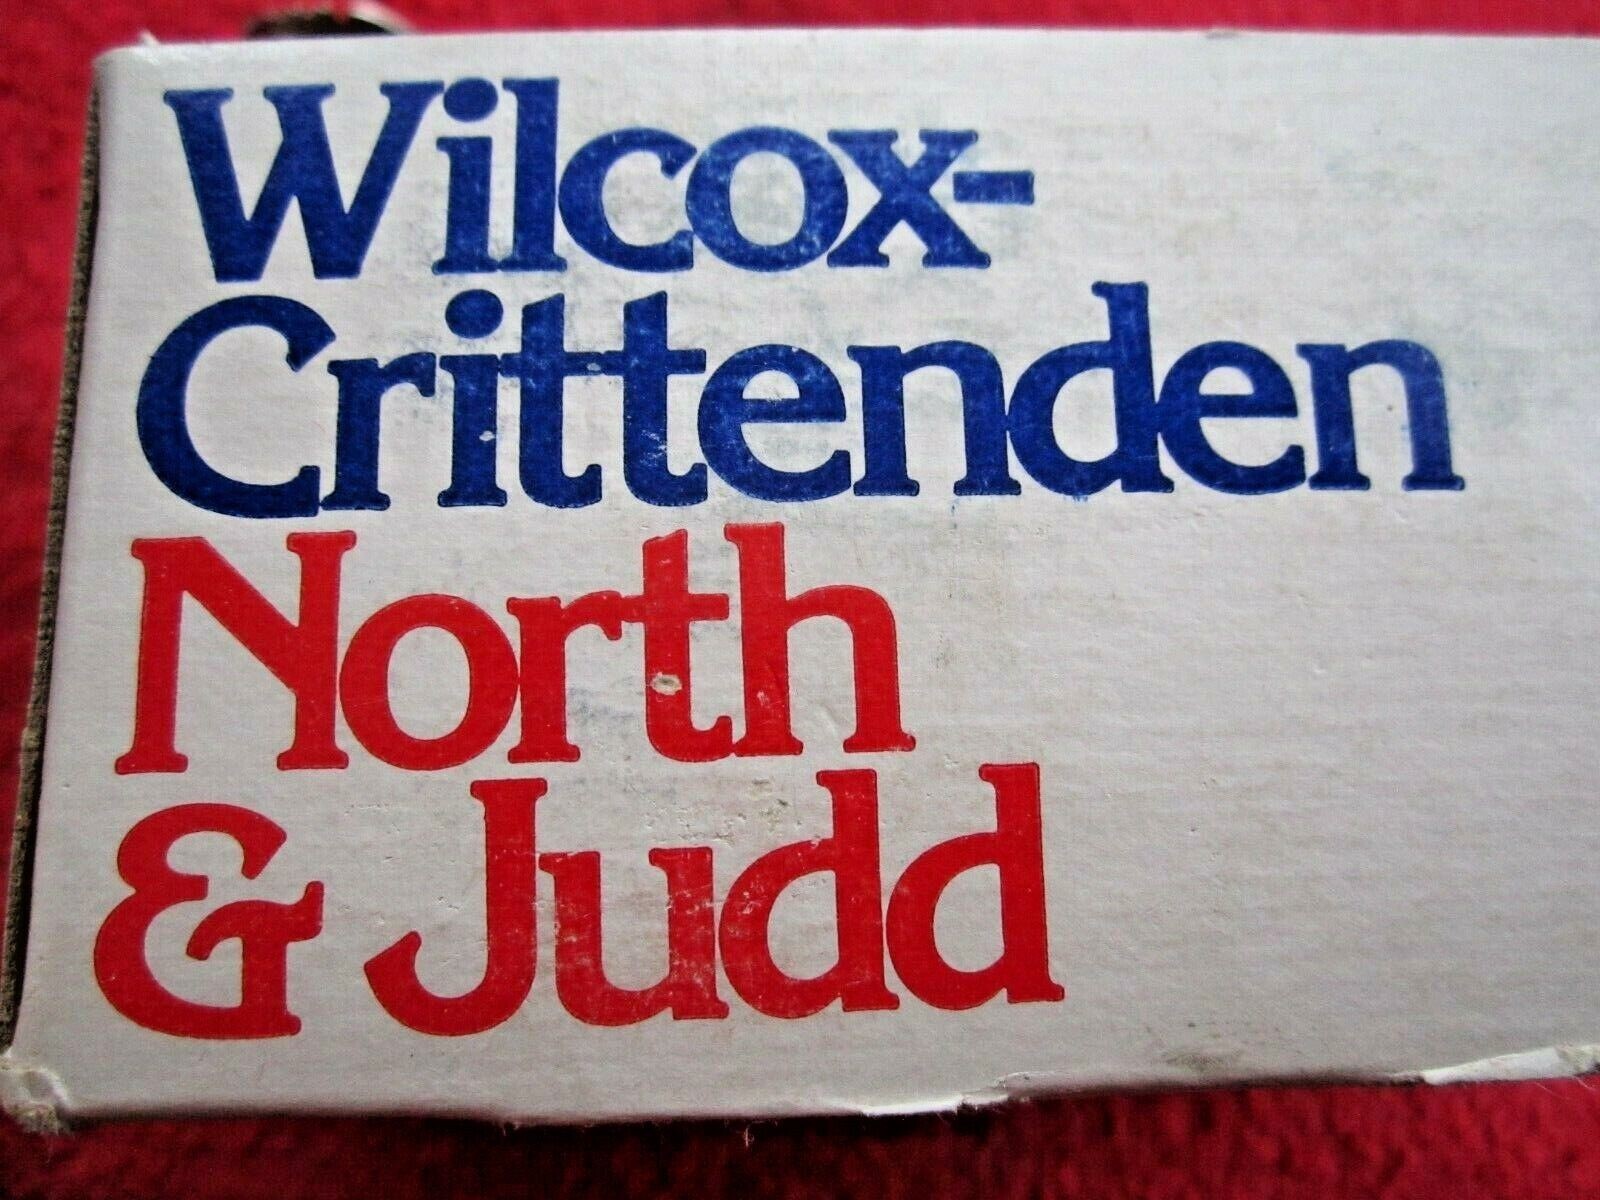 Wilcox-
Crittenden
North
& Judd